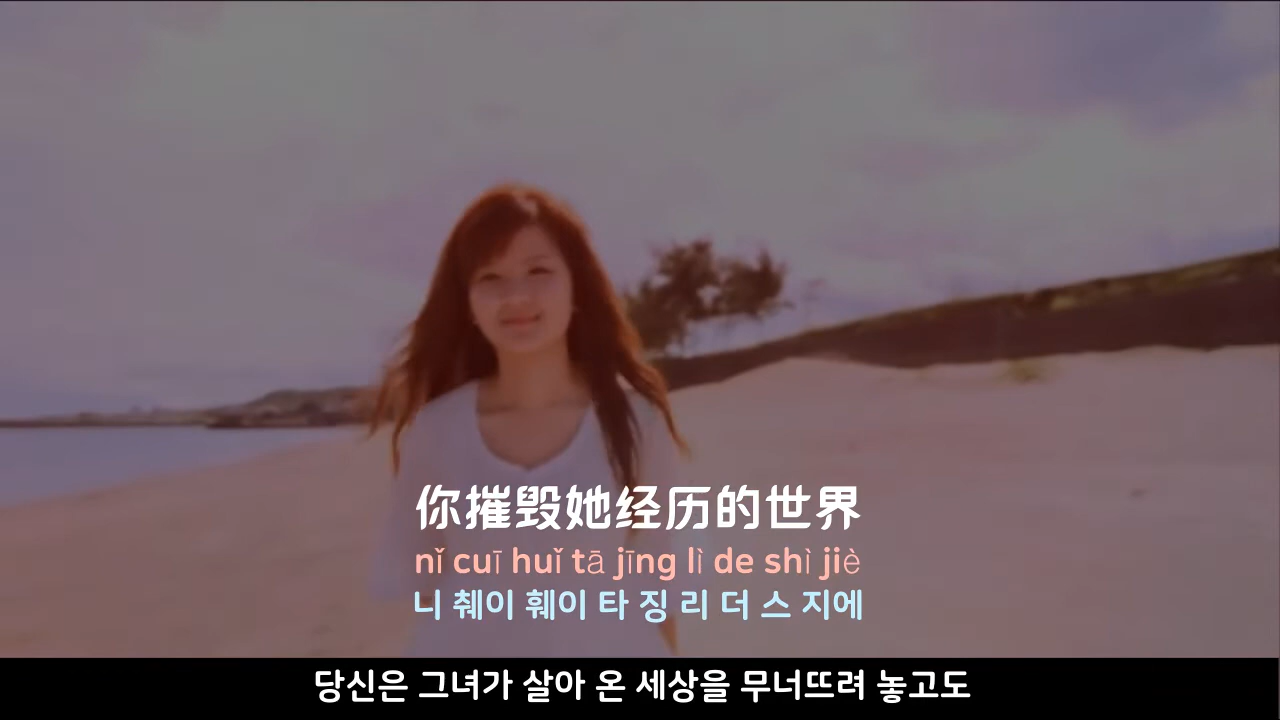 你摧毁她经历的世界
nǐ cuī huǐ tā jīng lì de shì jiè
니 췌이 훼이 타 징 리 더 스 지에
당신은 그녀가 살아 온 세상을 무너뜨려 놓고도